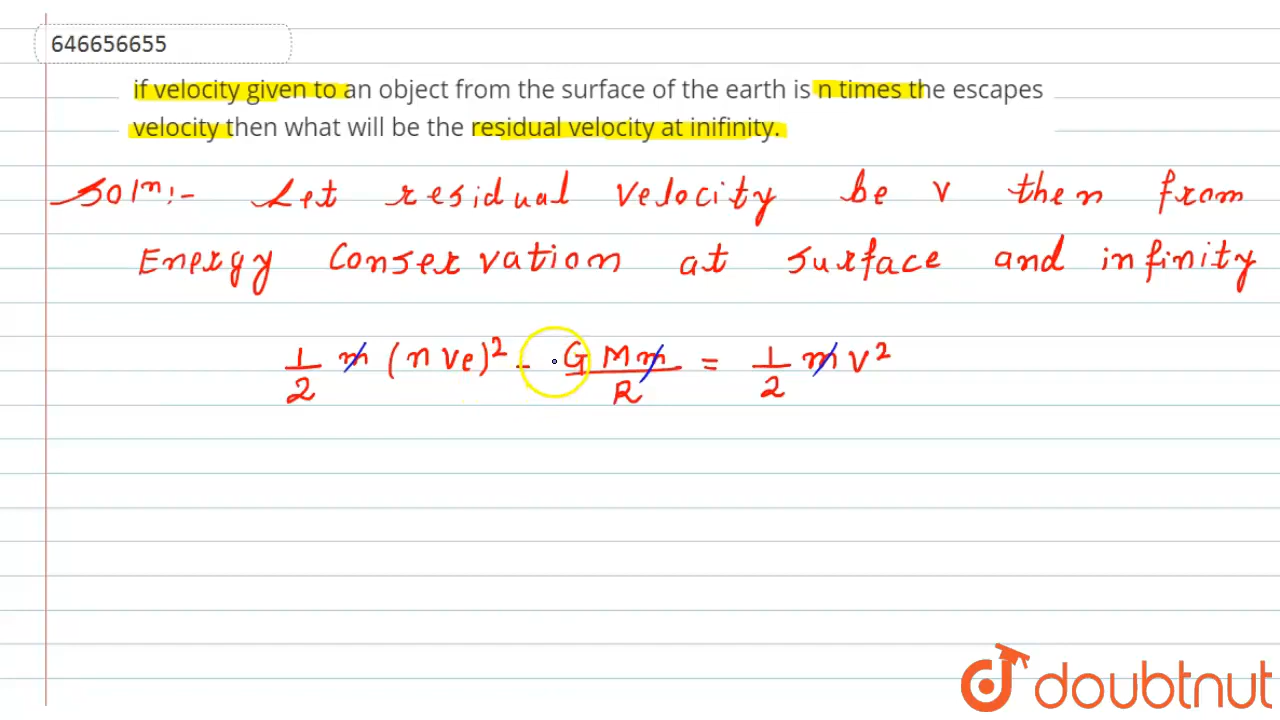 646656655
if velocity given to an object from the surface of the earth is n times the escapes
velocity then what will be the residual velocity at inifinity.
Solⁿ:- Let residual velocity be v then from
Energy Conservation at surface and infinity
1/2 m (n ve)² - G M m / R = 1/2 m v²
doubtnut